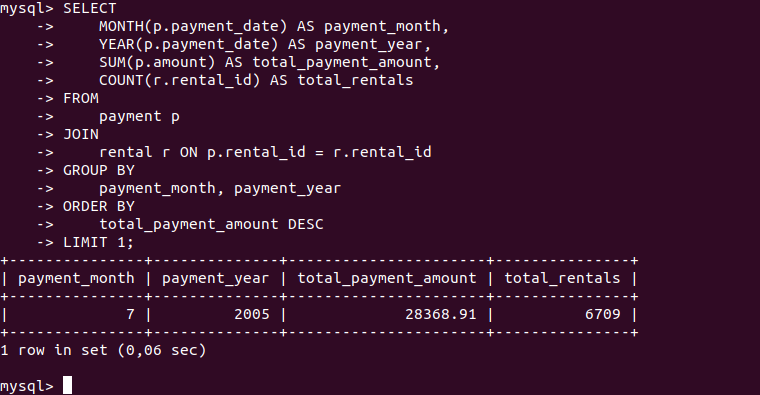 mysql> SELECT
    ->     MONTH(p.payment_date) AS payment_month,
    ->     YEAR(p.payment_date) AS payment_year,
    ->     SUM(p.amount) AS total_payment_amount,
    ->     COUNT(r.rental_id) AS total_rentals
    -> FROM
    ->     payment p
    -> JOIN
    ->     rental r ON p.rental_id = r.rental_id
    -> GROUP BY
    ->     payment_month, payment_year
    -> ORDER BY
    ->     total_payment_amount DESC
    -> LIMIT 1;
+---------------+--------------+----------------------+---------------+
| payment_month | payment_year | total_payment_amount | total_rentals |
+---------------+--------------+----------------------+---------------+
|             7 |         2005 |             28368.91 |          6709 |
+---------------+--------------+----------------------+---------------+
1 row in set (0,06 sec)
mysql>